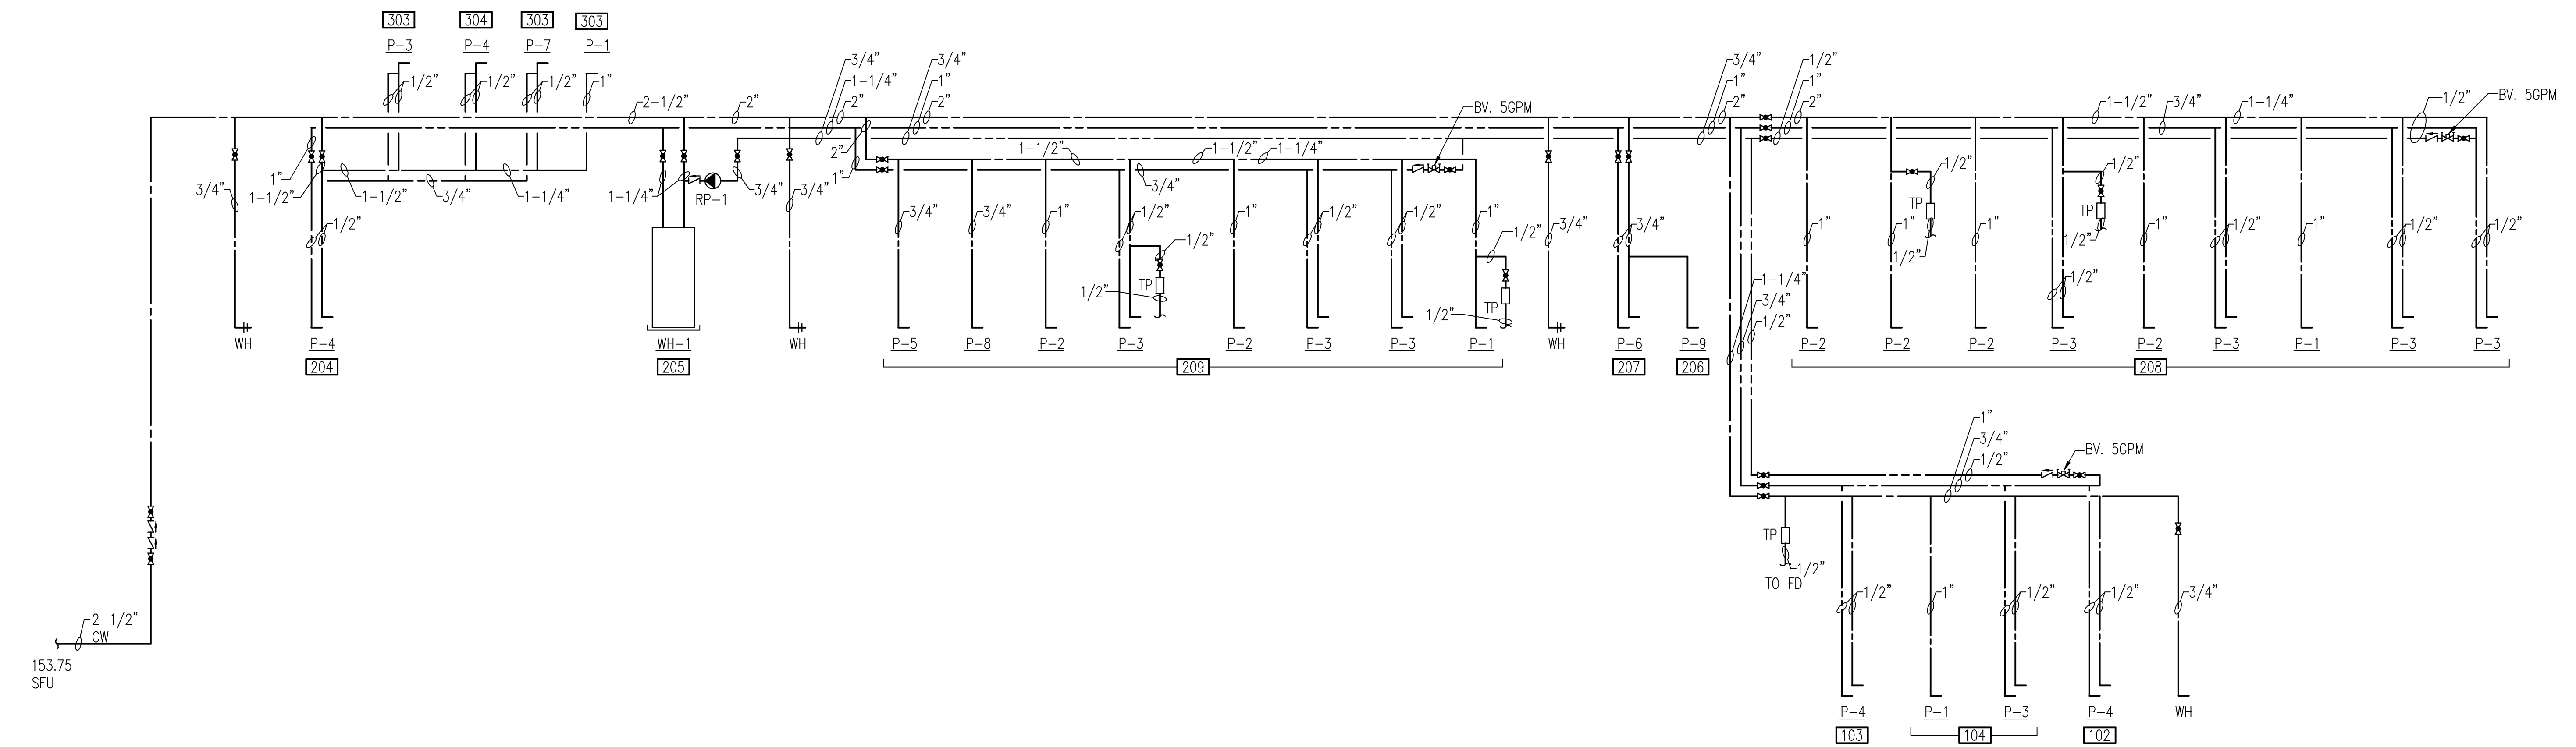 303
304
303
303
P-3
P-4
P-7
P-1
1/2"
1/2"
1/2"
1"
2-1/2"
2"
3/4"
1-1/4"
2"
3/4"
1"
2"
BV. 5GPM
3/4"
1"
2"
1/2"
1"
2"
1-1/2"
3/4"
1-1/4"
1/2"
BV. 5GPM
3/4"
1"
1-1/2"
1-1/2"
3/4"
1-1/4"
1/2"
1-1/4"
RP-1
3/4"
3/4"
2"
1"
1-1/2"
1-1/2"
1-1/4"
3/4"
3/4"
3/4"
1"
1/2"
1/2"
TP
1/2"
1"
1/2"
1/2"
1"
1/2"
TP
1/2"
3/4"
3/4"
1"
1"
1/2"
TP
1/2"
1"
1/2"
TP
1/2"
1/2"
1"
1/2"
1"
1/2"
1/2"
WH
P-4
WH-1
WH
P-5
P-8
P-2
P-3
P-2
P-3
P-3
P-1
WH
P-6
P-9
P-2
P-2
P-2
P-3
P-2
P-3
P-1
P-3
P-3
204
205
209
207
206
208
1-1/4"
3/4"
1/2"
1"
3/4"
1/2"
BV. 5GPM
TP
1/2"
TO FD
1/2"
1"
1/2"
1/2"
3/4"
2-1/2"
CW
153.75
SFU
P-4
P-1
P-3
P-4
WH
103
104
102